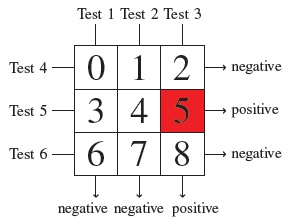 Test 1 Test 2 Test 3
Test 4 0 1 2 negative
Test 5 3 4 5 positive
Test 6 6 7 8 negative
negative negative positive